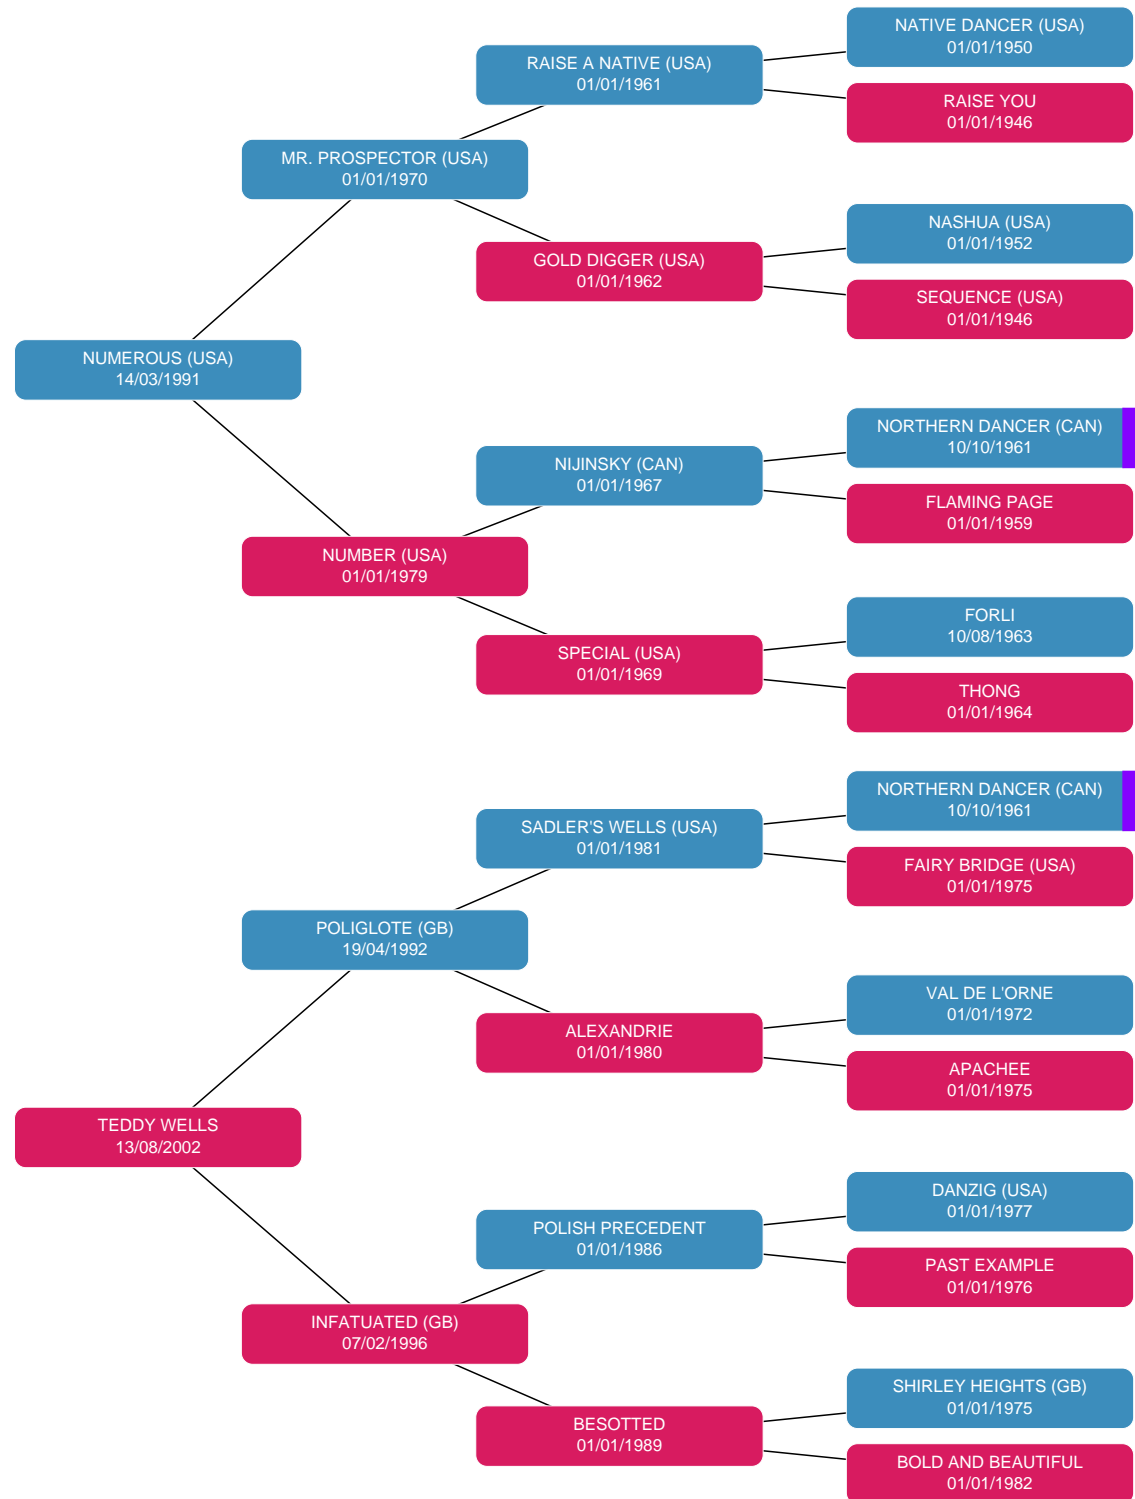 NATIVE DANCER (USA)
01/01/1950
RAISE A NATIVE (USA)
01/01/1961
RAISE YOU
01/01/1946
MR. PROSPECTOR (USA)
01/01/1970
NASHUA (USA)
01/01/1952
GOLD DIGGER (USA)
01/01/1962
SEQUENCE (USA)
01/01/1946
NUMEROUS (USA)
14/03/1991
NORTHERN DANCER (CAN)
10/10/1961
NIJINSKY (CAN)
01/01/1967
FLAMING PAGE
01/01/1959
NUMBER (USA)
01/01/1979
FORLI
10/08/1963
SPECIAL (USA)
01/01/1969
THONG
01/01/1964
NORTHERN DANCER (CAN)
10/10/1961
SADLER'S WELLS (USA)
01/01/1981
FAIRY BRIDGE (USA)
01/01/1975
POLIGLOTE (GB)
19/04/1992
VAL DE L'ORNE
01/01/1972
ALEXANDRIE
01/01/1980
APACHEE
01/01/1975
TEDDY WELLS
13/08/2002
DANZIG (USA)
01/01/1977
POLISH PRECEDENT
01/01/1986
PAST EXAMPLE
01/01/1976
INFATUATED (GB)
07/02/1996
SHIRLEY HEIGHTS (GB)
01/01/1975
BESOTTED
01/01/1989
BOLD AND BEAUTIFUL
01/01/1982